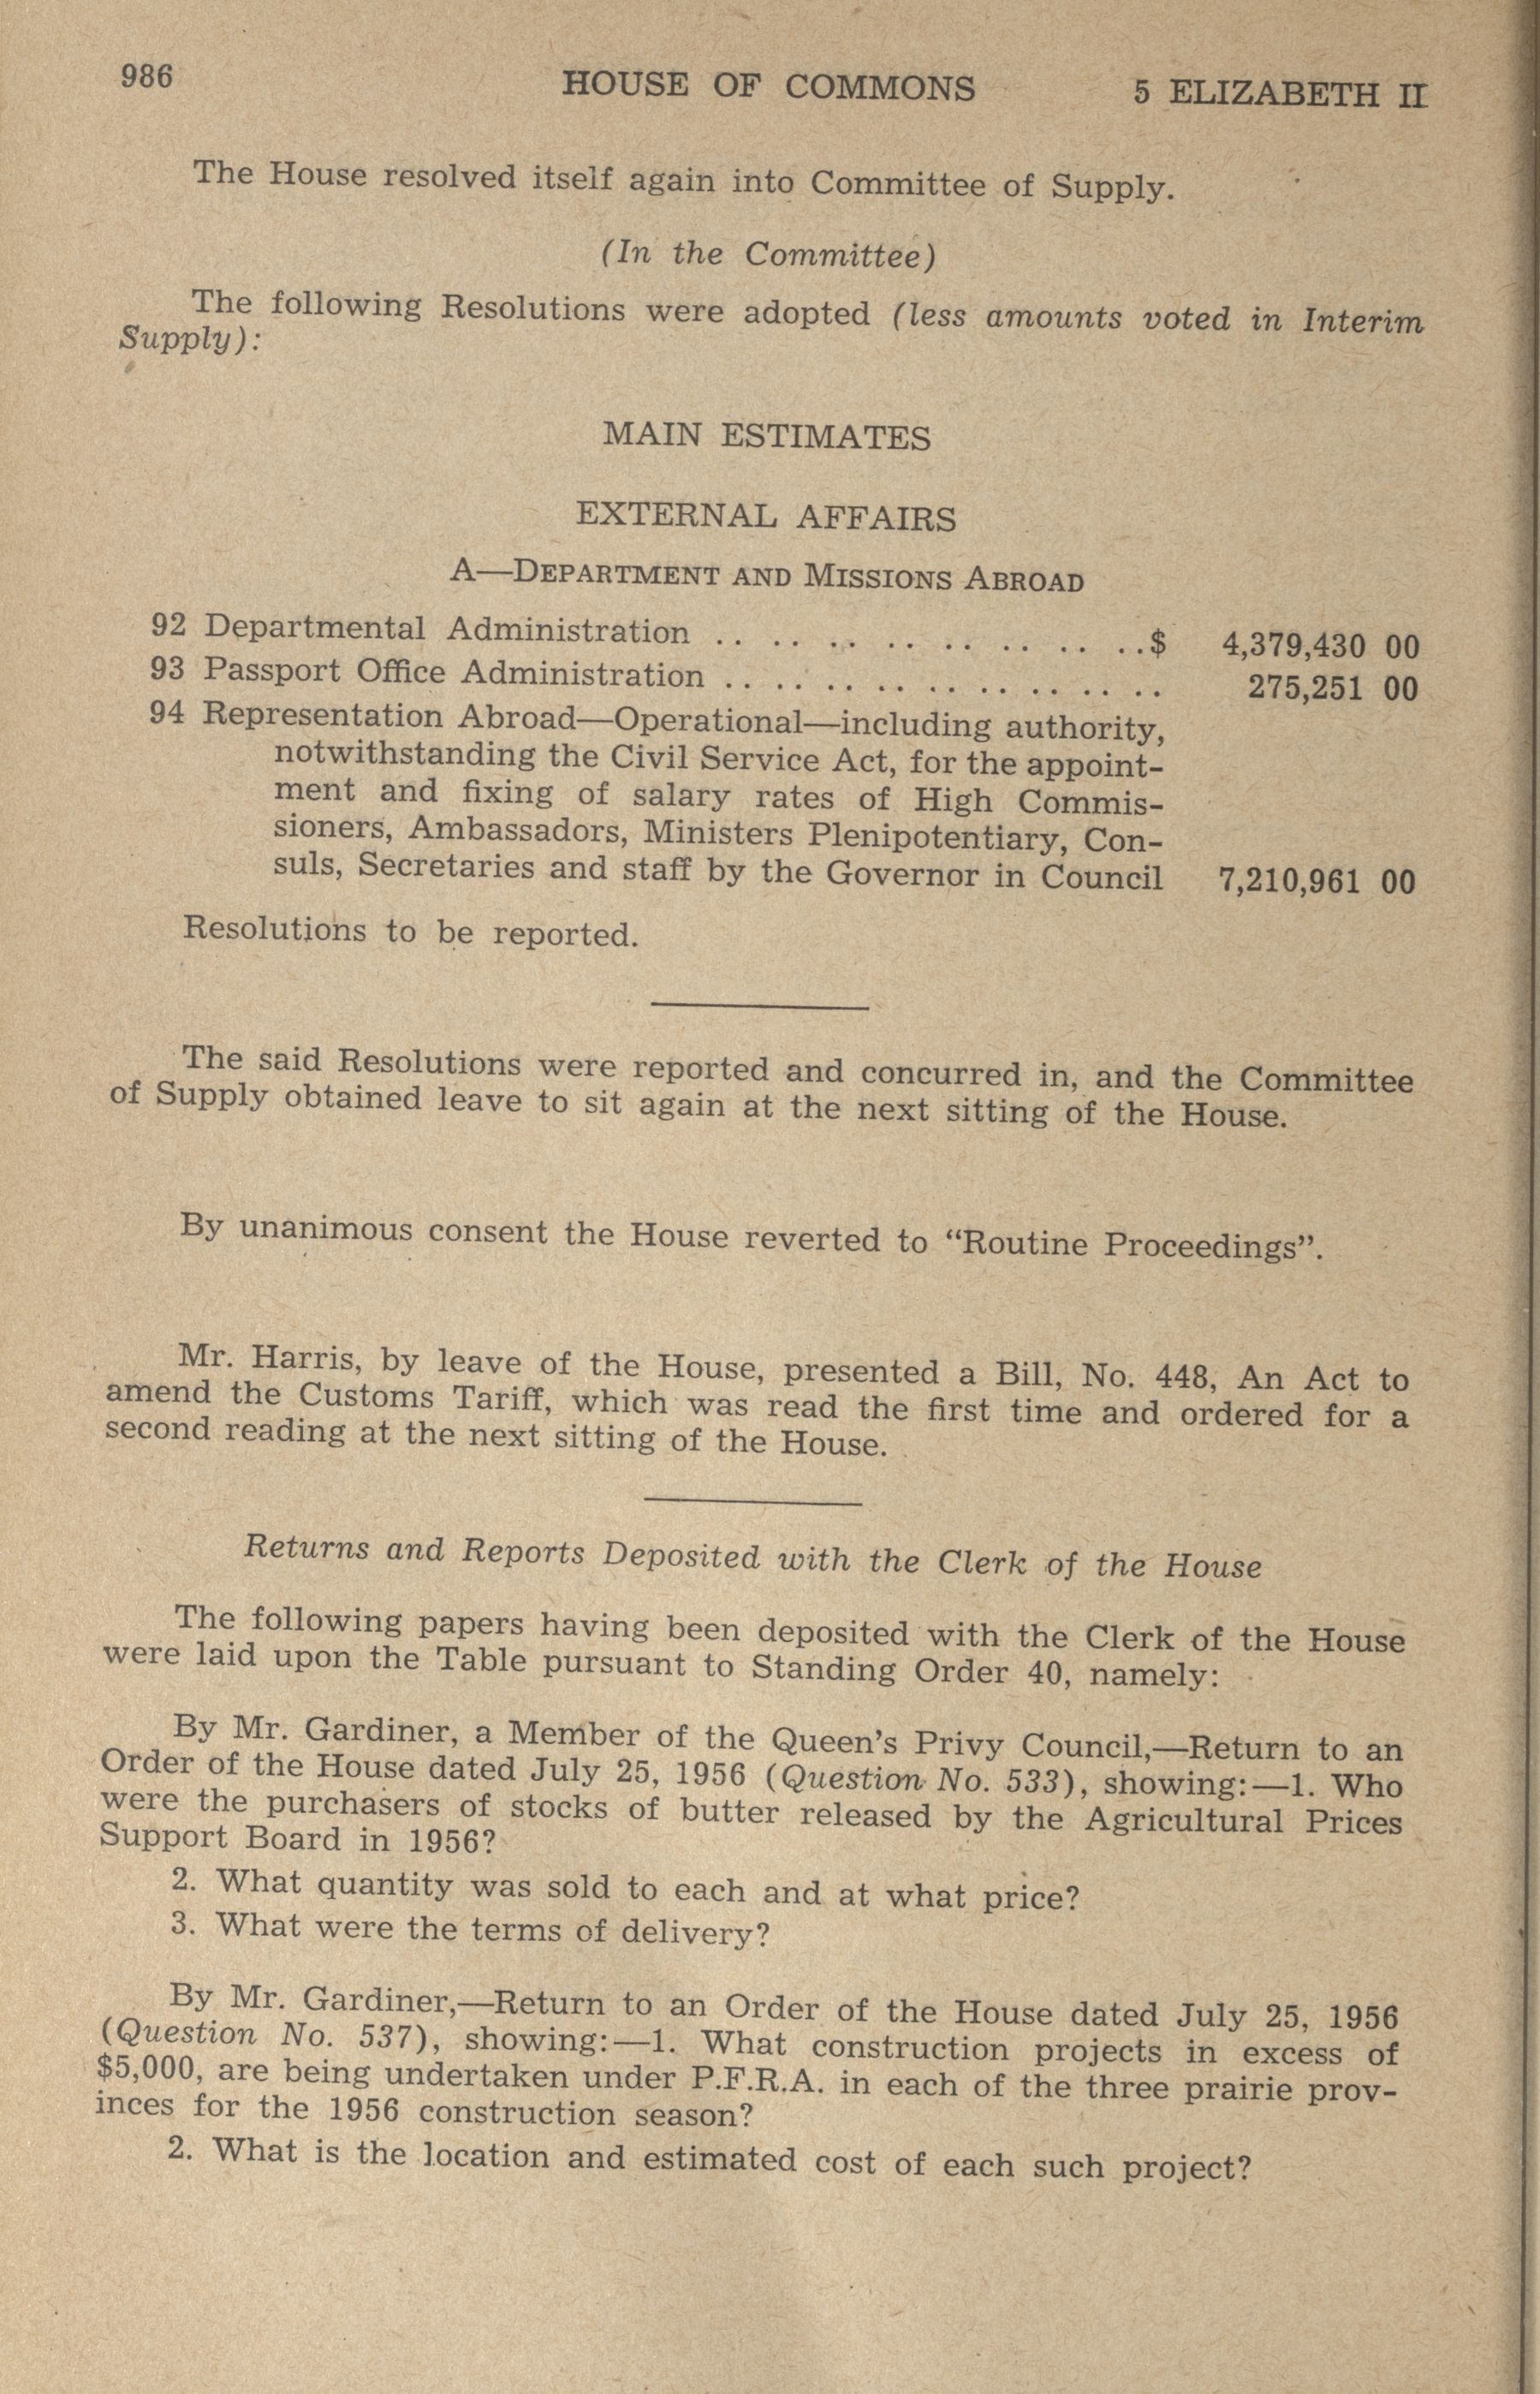 986 HOUSE OF COMMONS 5 ELIZABETH II
The House resolved itself again into Committee of Supply.
(In the Committee)
The following Resolutions were adopted (less amounts voted in Interim
Supply):
MAIN ESTIMATES
EXTERNAL AFFAIRS
A—DEPARTMENT AND MISSIONS ABROAD
92 Departmental Administration .. .. .. .. .. .. .. ..$ 4,379,430 00
93 Passport Office Administration .. .. .. .. .. .. .. .. .. 275,251 00
94 Representation Abroad—Operational—including authority,
notwithstanding the Civil Service Act, for the appoint-
ment and fixing of salary rates of High Commis-
sioners, Ambassadors, Ministers Plenipotentiary, Con-
suls, Secretaries and staff by the Governor in Council 7,210,961 00
Resolutions to be reported.
The said Resolutions were reported and concurred in, and the Committee
of Supply obtained leave to sit again at the next sitting of the House.
By unanimous consent the House reverted to “Routine Proceedings”.
Mr. Harris, by leave of the House, presented a Bill, No. 448, An Act to
amend the Customs Tariff, which was read the first time and ordered for a
second reading at the next sitting of the House.
Returns and Reports Deposited with the Clerk of the House
The following papers having been deposited with the Clerk of the House
were laid upon the Table pursuant to Standing Order 40, namely:
By Mr. Gardiner, a Member of the Queen’s Privy Council,—Return to an
Order of the House dated July 25, 1956 (Question No. 533), showing:—1. Who
were the purchasers of stocks of butter released by the Agricultural Prices
Support Board in 1956?
2. What quantity was sold to each and at what price?
3. What were the terms of delivery?
By Mr. Gardiner,—Return to an Order of the House dated July 25, 1956
(Question No. 537), showing:—1. What construction projects in excess of
$5,000, are being undertaken under P.F.R.A. in each of the three prairie prov-
inces for the 1956 construction season?
2. What is the location and estimated cost of each such project?